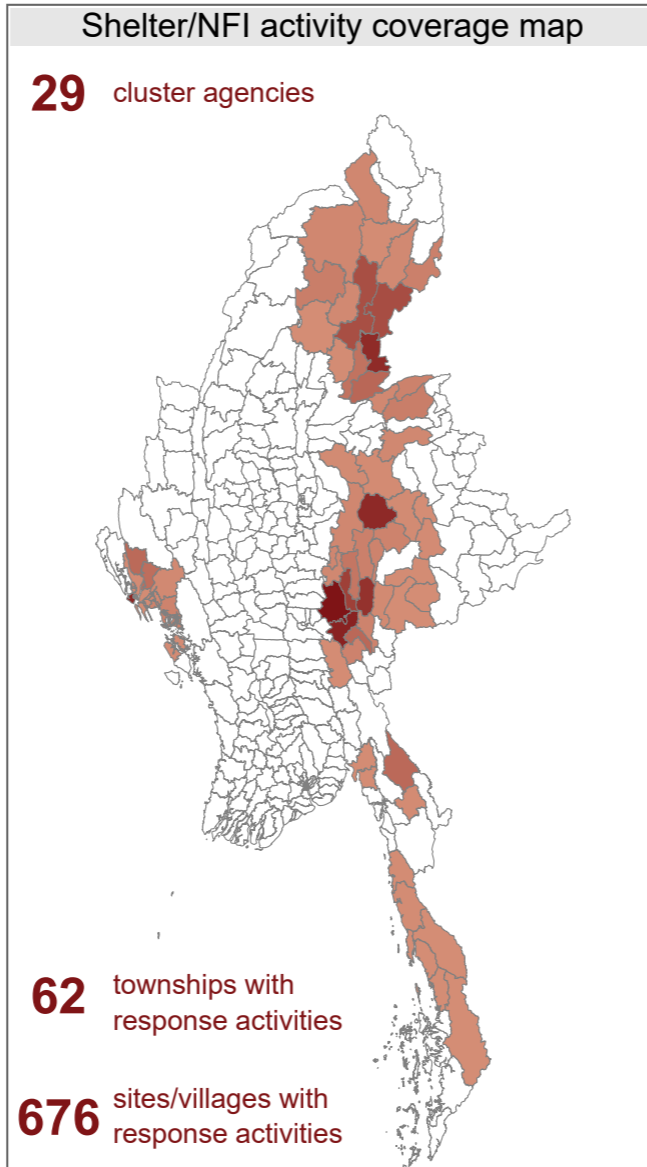 Shelter/NFI activity coverage map
29 cluster agencies
62 townships with
response activities
676 sites/villages with
response activities